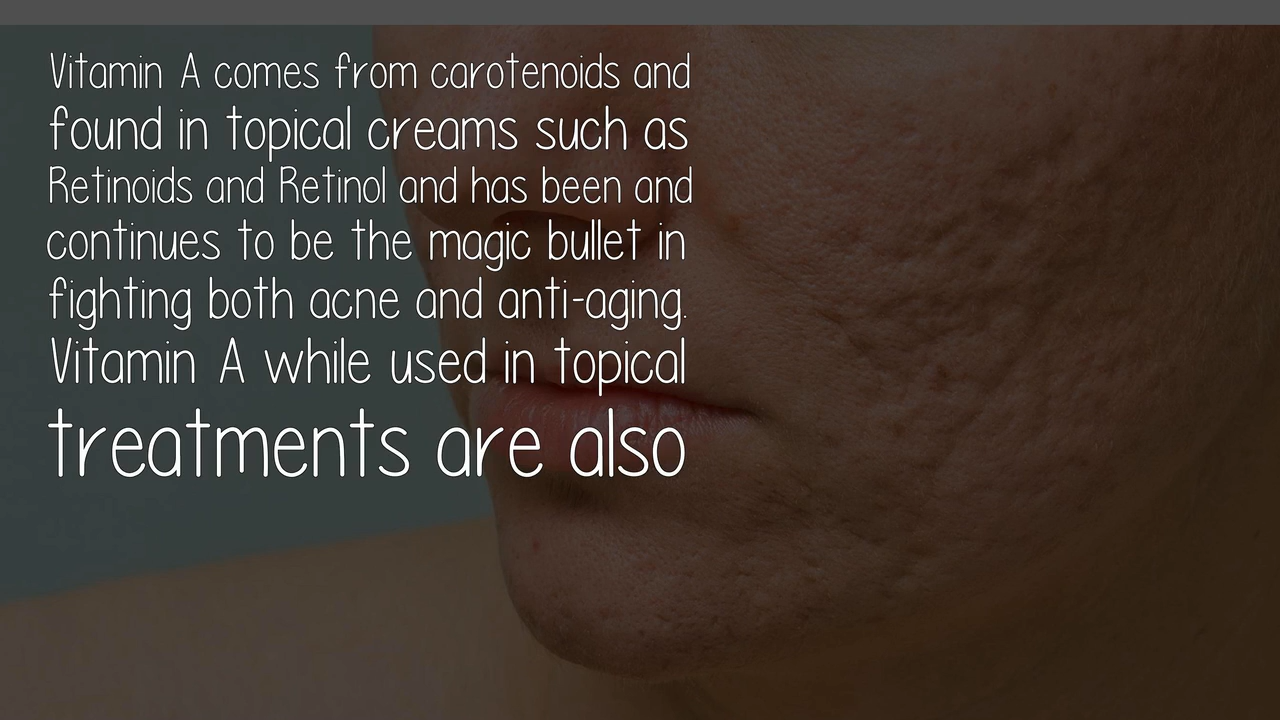 Vitamin A comes from carotenoids and
found in topical creams such as
Retinoids and Retinol and has been and
continues to be the magic bullet in
fighting both acne and anti-aging.
Vitamin A while used in topical
treatments are also